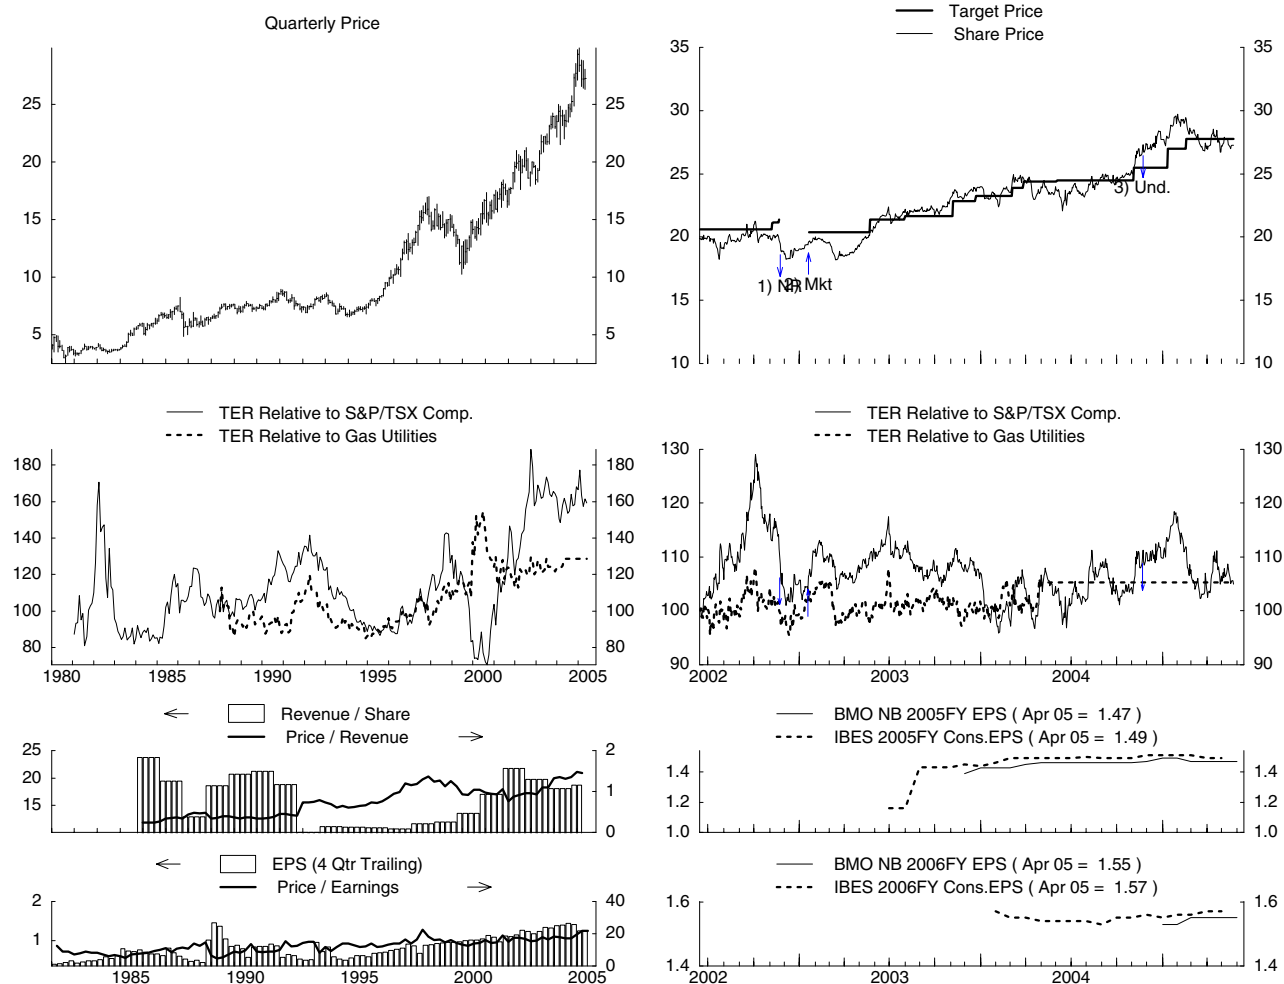 Quarterly Price
25 25
20 20
15 15
10 10
5 5
Target Price
Share Price
35 35
30 30
25 25
20 20
15 15
10 10
1) NR
2) Mkt
3) Und.
TER Relative to S&P/TSX Comp.
TER Relative to Gas Utilities
180 180
160 160
140 140
120 120
100 100
80 80
1980 1985 1990 1995 2000 2005
TER Relative to S&P/TSX Comp.
TER Relative to Gas Utilities
130 130
120 120
110 110
100 100
90 90
2002 2003 2004
Revenue / Share
Price / Revenue
25 2
20
15 1
0
BMO NB 2005FY EPS ( Apr 05 = 1.47 )
IBES 2005FY Cons.EPS ( Apr 05 = 1.49 )
1.4 1.4
1.2 1.2
1.0 1.0
EPS (4 Qtr Trailing)
Price / Earnings
2 40
1 20
0
1985 1990 1995 2000 2005
BMO NB 2006FY EPS ( Apr 05 = 1.55 )
IBES 2006FY Cons.EPS ( Apr 05 = 1.57 )
1.6 1.6
1.4 1.4
2002 2003 2004